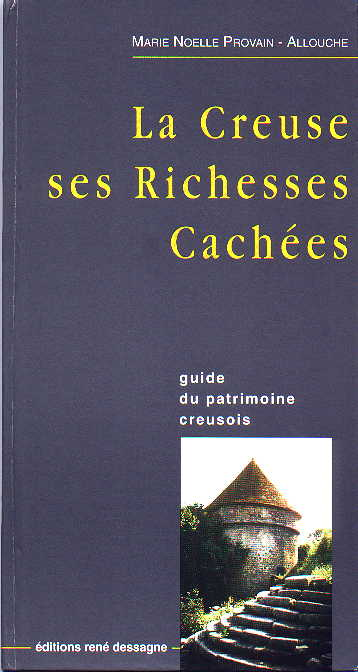 MARIE NOELLE PROVAIN - ALLOUCHE
La Creuse
ses Richesses
Cachées
guide
du patrimoine
creusois
éditions rené dessagne